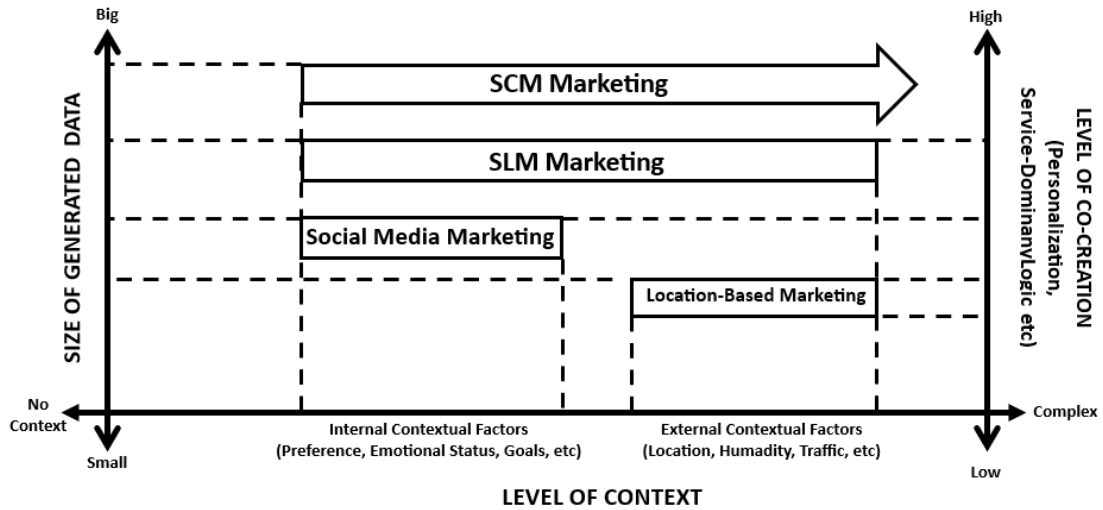 Big
High
SCM Marketing
SLM Marketing
Social Media Marketing
Location-Based Marketing
SIZE OF GENERATED DATA
LEVEL OF CO-CREATION
(Personalization,
Service-DominanyLogic etc)
No
Context
Complex
Small
Low
Internal Contextual Factors
(Preference, Emotional Status, Goals, etc)
External Contextual Factors
(Location, Humadity, Traffic, etc)
LEVEL OF CONTEXT